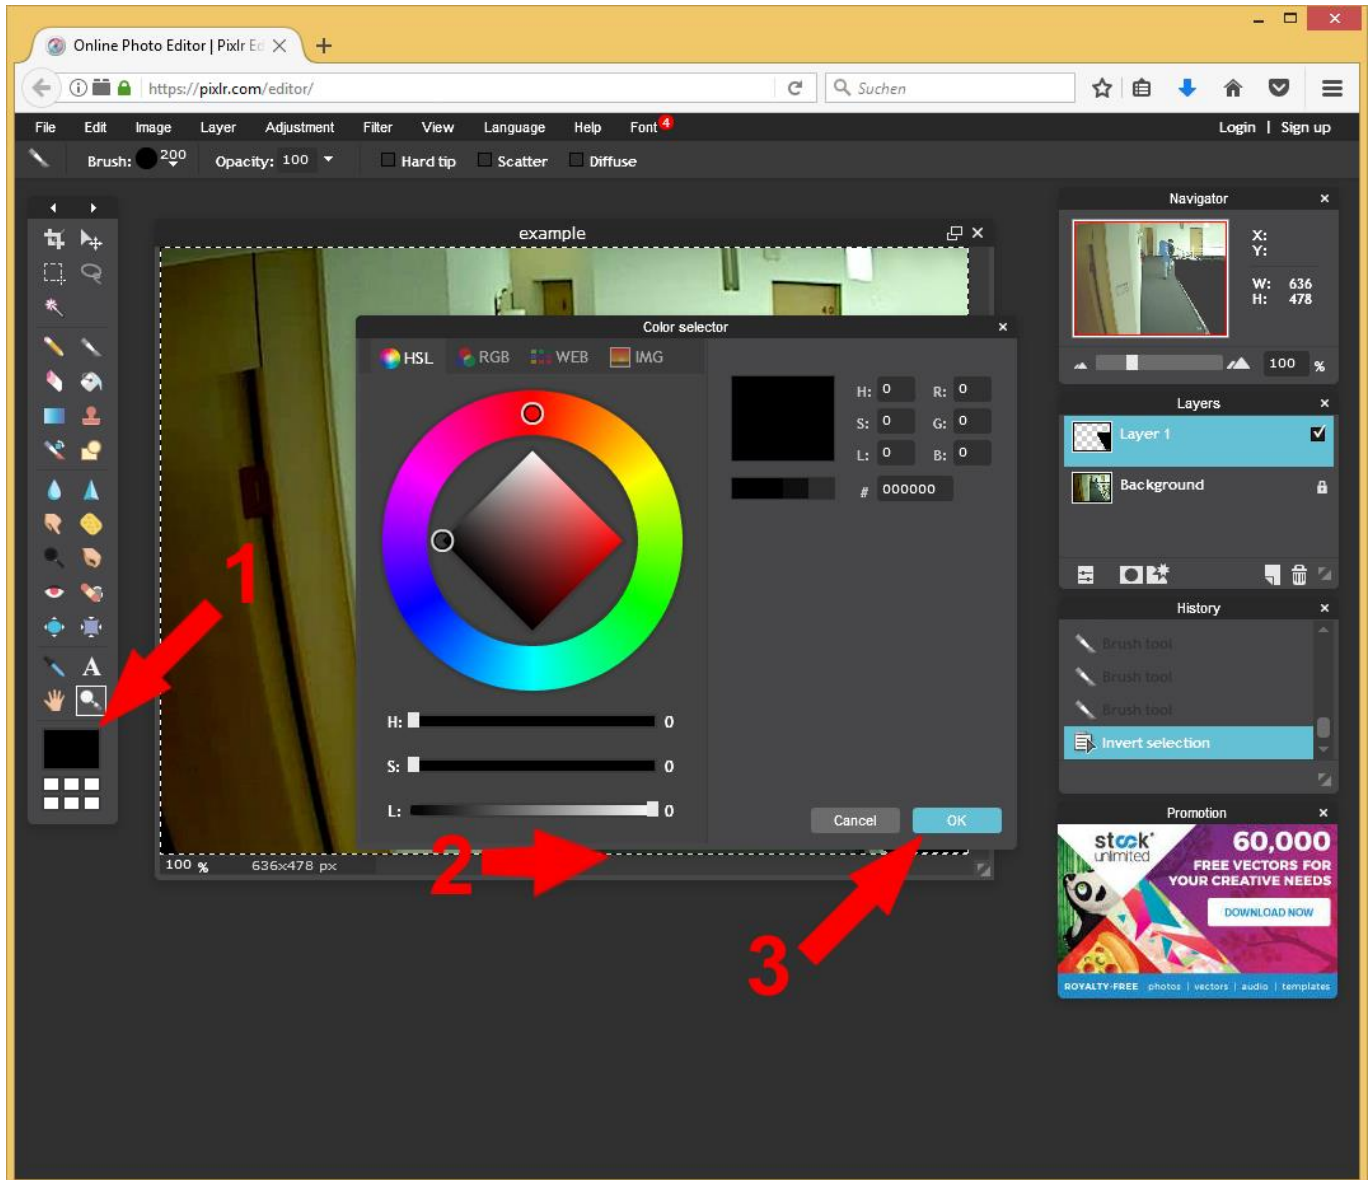 Online Photo Editor | Pixlr Ed
https://pixlr.com/editor/
Suchen
File Edit Image Layer Adjustment Filter View Language Help Font 4 Login | Sign up
Brush: 200 Opacity: 100 Hard tip Scatter Diffuse
example
Color selector
HSL RGB WEB IMG
H: 0 R: 0
S: 0 G: 0
L: 0 B: 0
# 000000
H: 0
S: 0
L: 0
Cancel OK
100 % 636x478 px
1
2
3
Navigator
X:
Y:
W: 636
H: 478
100 %
Layers
Layer 1
Background
History
Brush tool
Brush tool
Brush tool
Invert selection
Promotion
stock
unlimited
60,000
FREE VECTORS FOR
YOUR CREATIVE NEEDS
DOWNLOAD NOW
ROYALTY-FREE photos | vectors | audio | templates
A